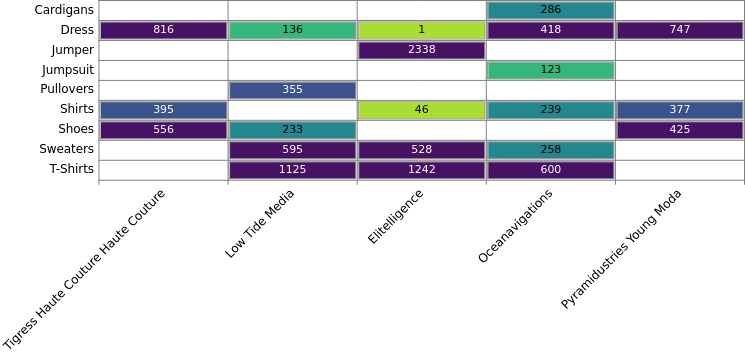 Cardigans 286
Dress 816 136 1 418 747
Jumper 2338
Jumpsuit 123
Pullovers 355
Shirts 395 46 239 377
Shoes 556 233 425
Sweaters 595 528 258
T-Shirts 1125 1242 600
Tigress Haute Couture Haute Couture
Low Tide Media
Elitelligence
Oceanavigations
Pyramidustries Young Moda